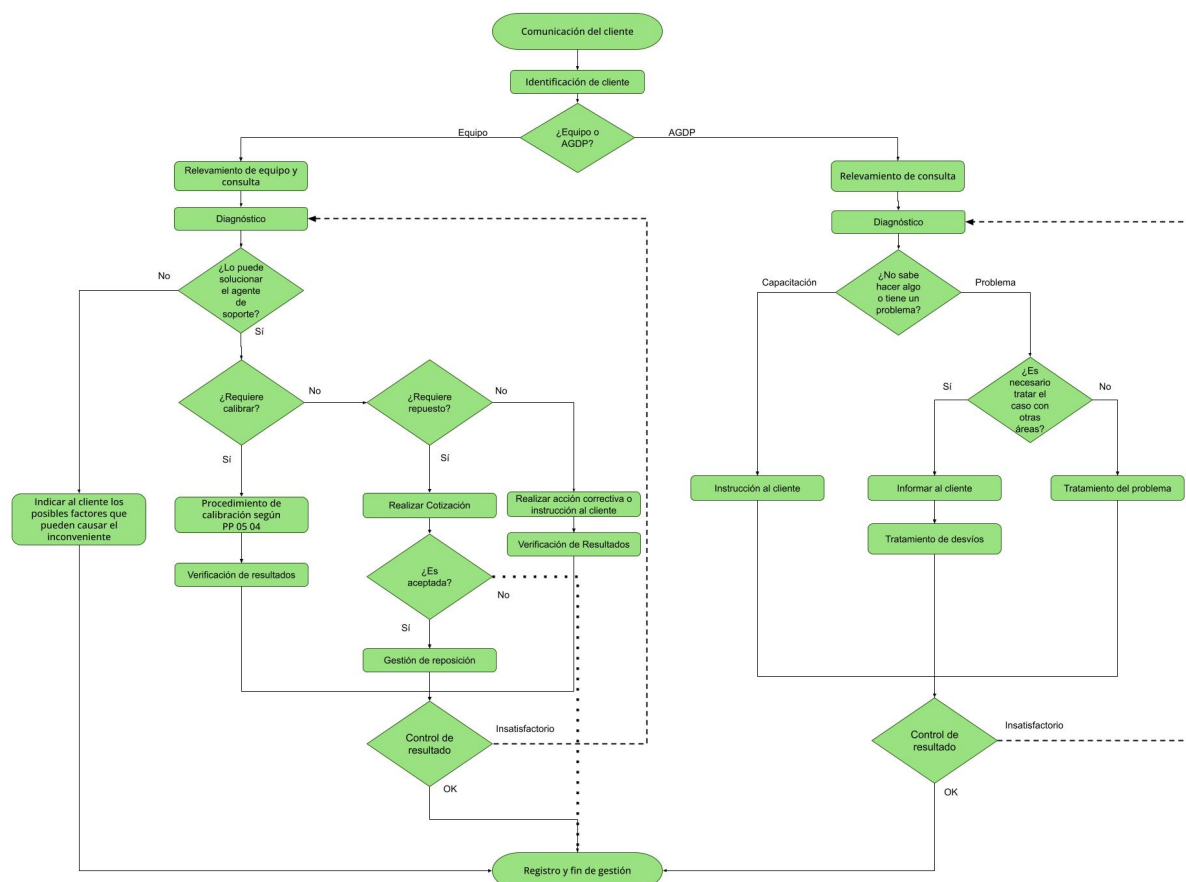 Comunicación del cliente
Identificación de cliente
¿Equipo o
AGDP?
Equipo
AGDP
Relevamiento de equipo y
consulta
Diagnóstico
¿Lo puede
solucionar
el agente
de
soporte?
No
Sí
¿Requiere
calibrar?
No
Sí
¿Requiere
repuesto?
No
Sí
Indicar al cliente los
posibles factores que
pueden causar el
inconveniente
Procedimiento de
calibración según
PP 05 04
Verificación de resultados
Realizar Cotización
¿Es
aceptada?
No
Sí
Gestión de reposición
Realizar acción correctiva o
instrucción al cliente
Verificación de Resultados
Control de
resultado
Insatisfactorio
OK
Relevamiento de consulta
Diagnóstico
¿No sabe
hacer algo
o tiene un
problema?
Capacitación
Problema
¿Es
necesario
tratar el
caso con
otras
áreas?
Sí
No
Instrucción al cliente
Informar al cliente
Tratamiento de desvíos
Tratamiento del problema
Control de
resultado
Insatisfactorio
OK
Registro y fin de gestión